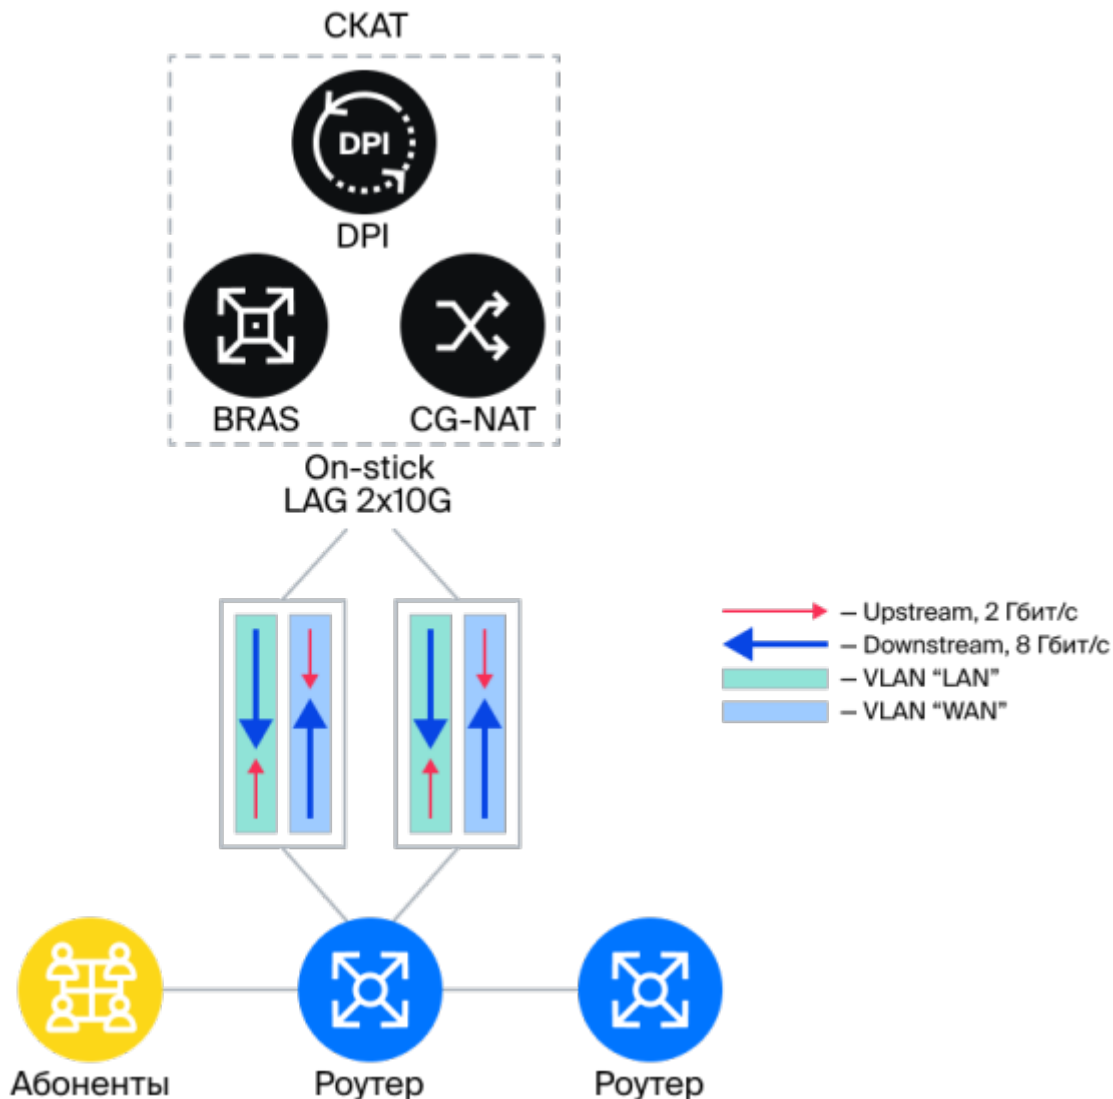 СКАТ
DPI
DPI
BRAS
CG-NAT
On-stick
LAG 2x10G
– Upstream, 2 Гбит/с
– Downstream, 8 Гбит/с
– VLAN “LAN”
– VLAN “WAN”
Абоненты
Роутер
Роутер